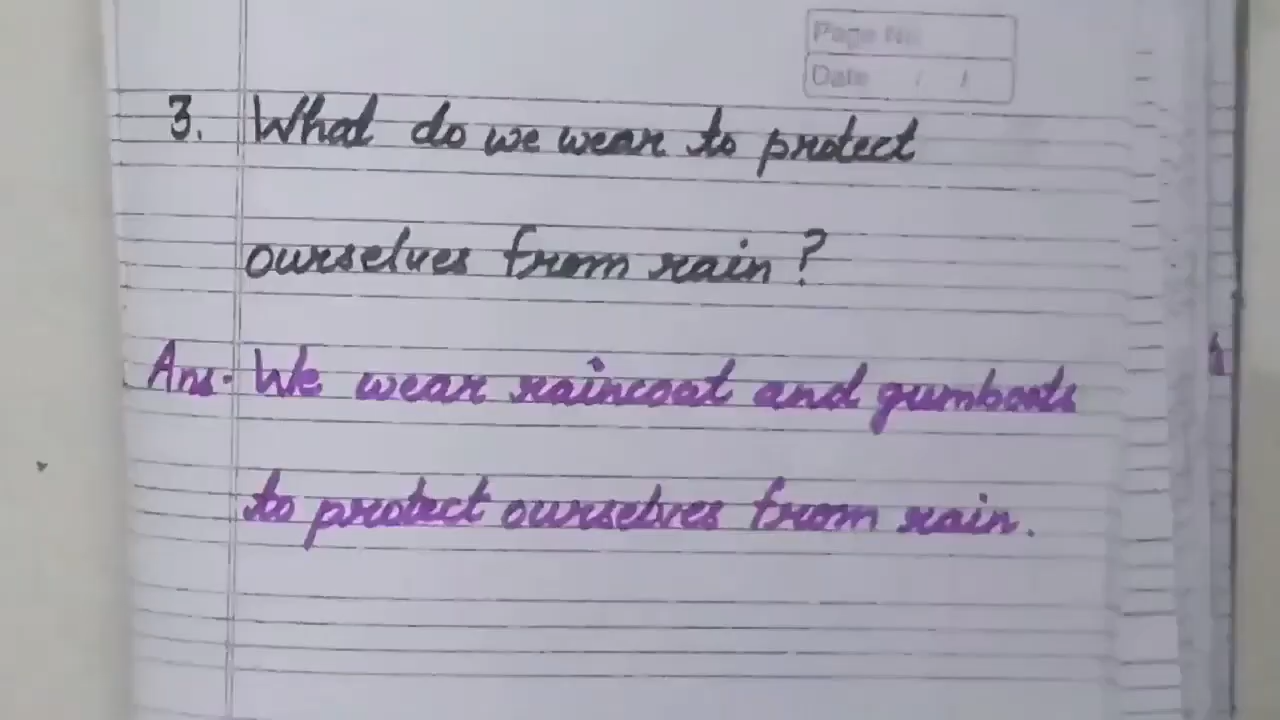 Page No.
Date / /
3. What do we wear to protect
ourselves from rain?
Ans- We wear raincoat and gumboots
to protect ourselves from rain.